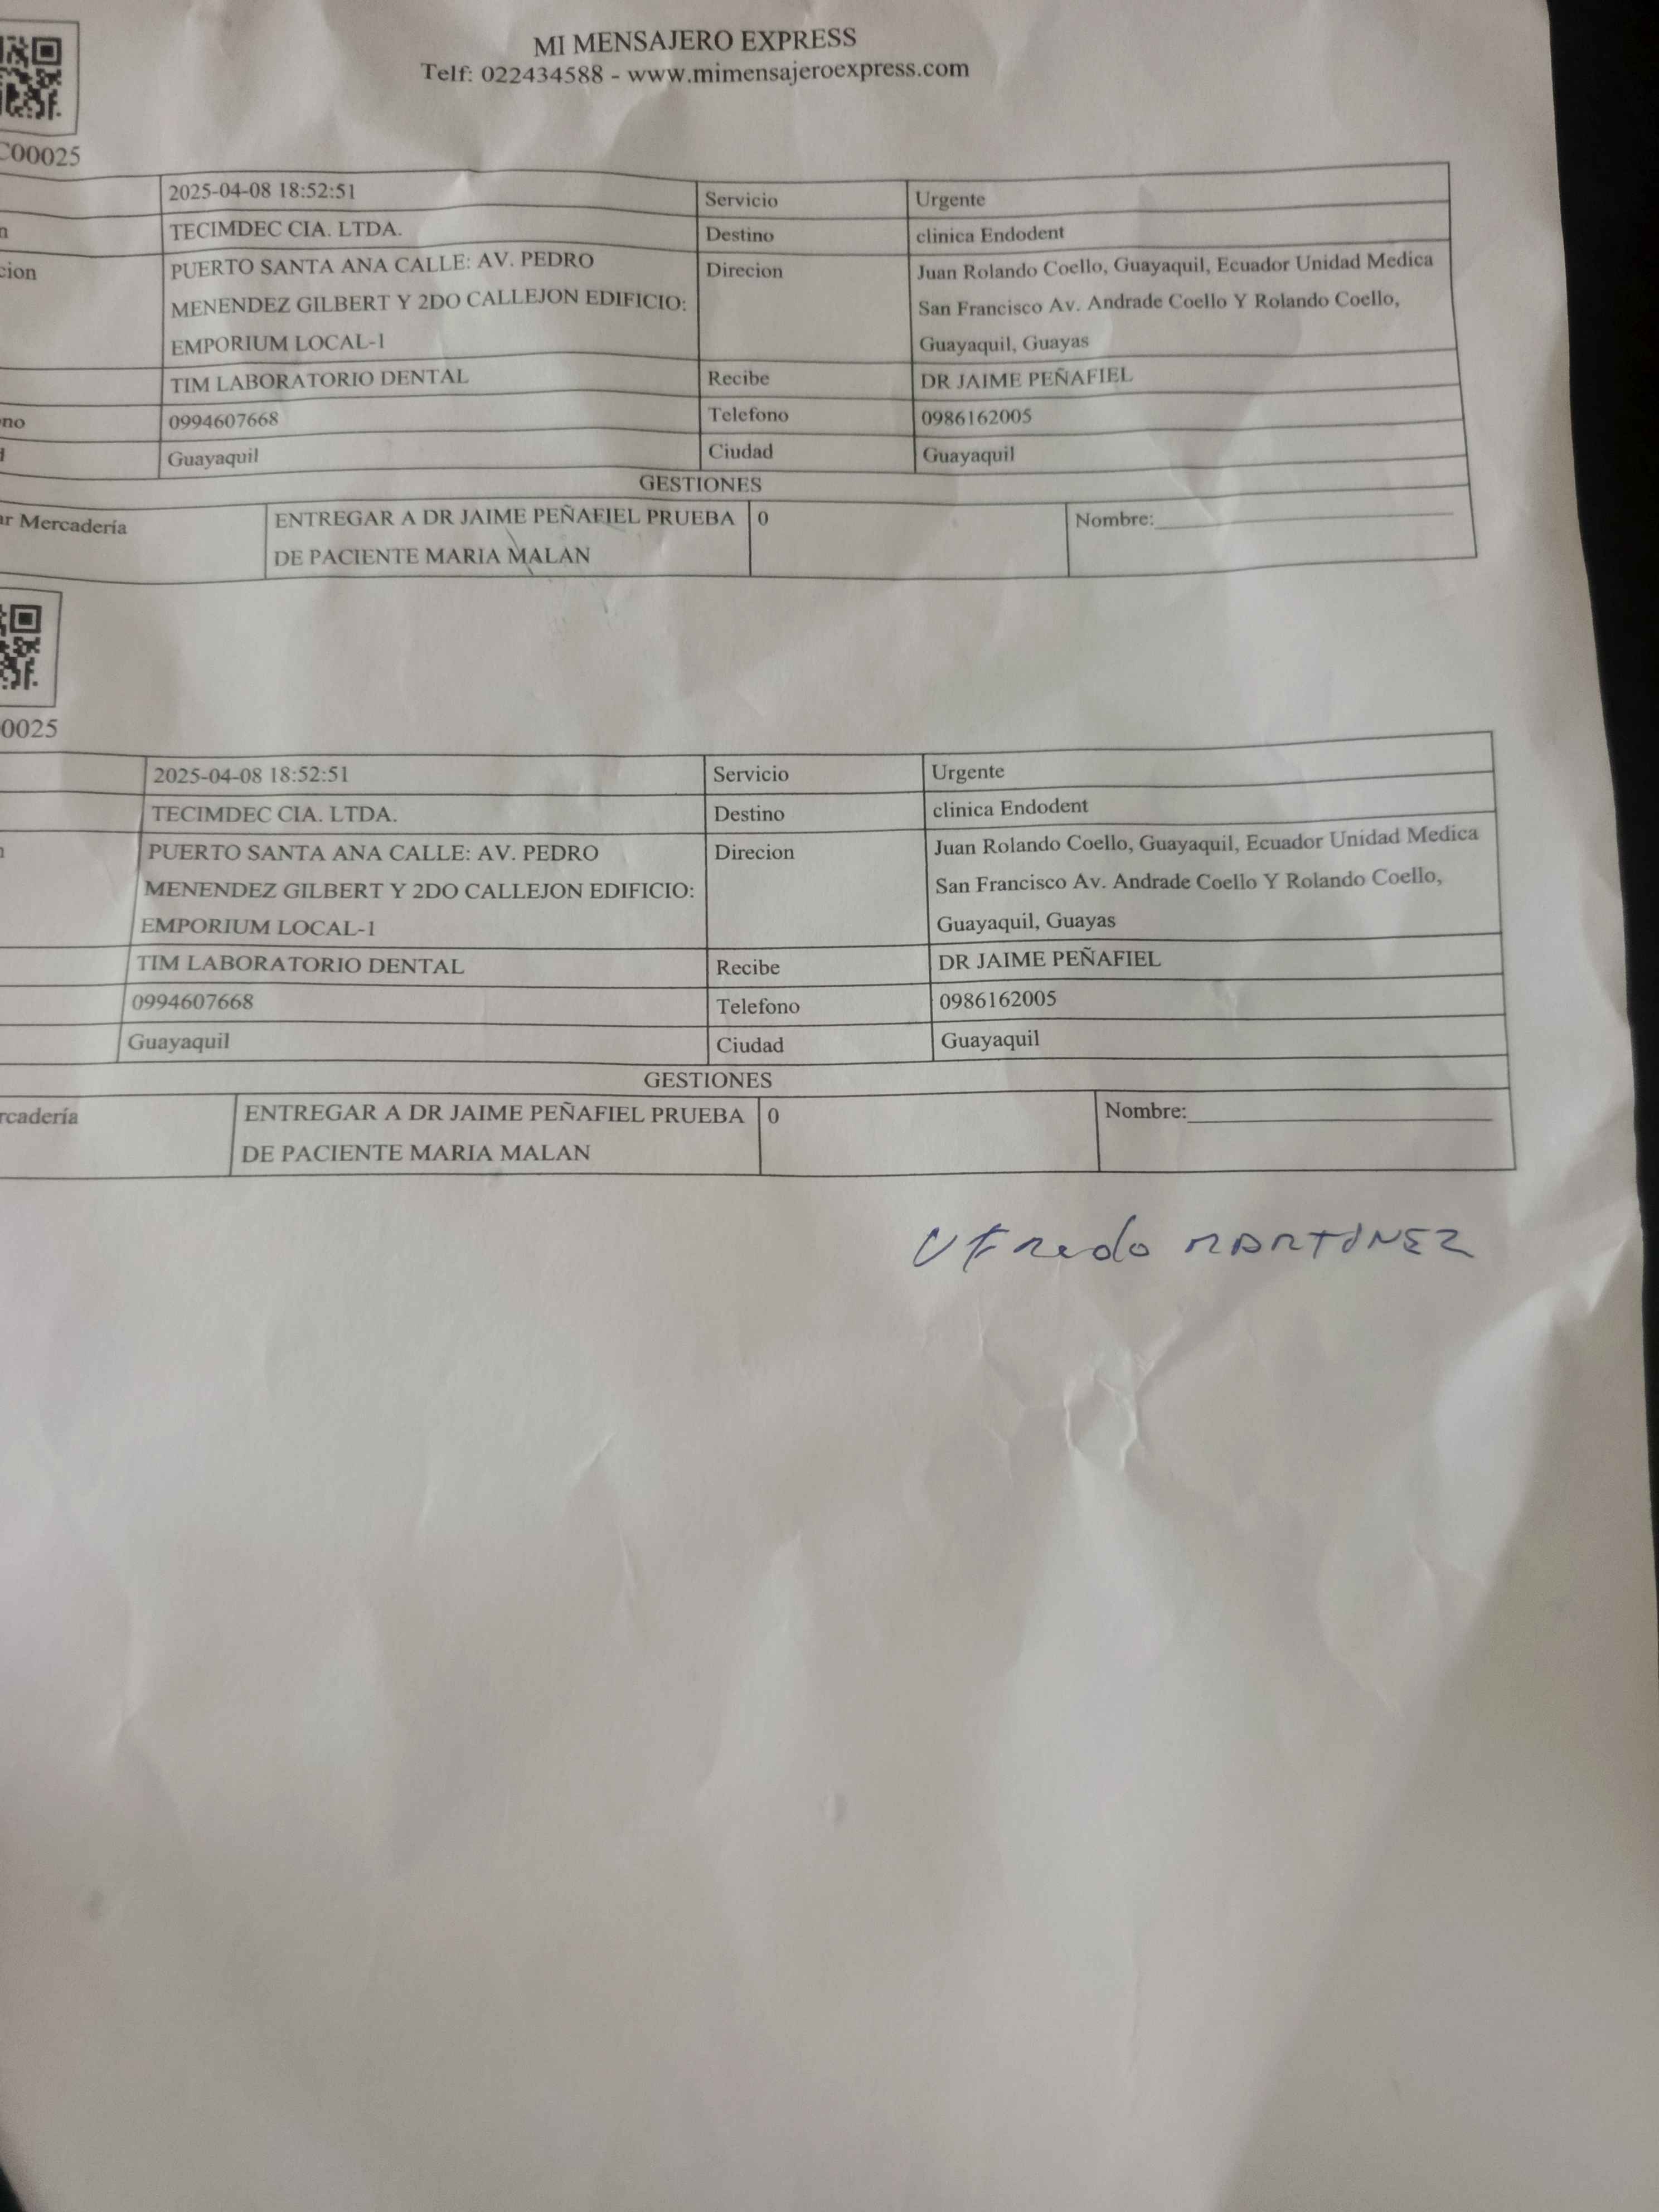 MI MENSAJERO EXPRESS
Telf: 022434588 - www.mimensajeroexpress.com
C00025
2025-04-08 18:52:51 Servicio Urgente
n TECIMDEC CIA. LTDA. Destino clinica Endodent
cion PUERTO SANTA ANA CALLE: AV. PEDRO Direcion Juan Rolando Coello, Guayaquil, Ecuador Unidad Medica
MENENDEZ GILBERT Y 2DO CALLEJON EDIFICIO: San Francisco Av. Andrade Coello Y Rolando Coello,
EMPORIUM LOCAL-1 Guayaquil, Guayas
TIM LABORATORIO DENTAL Recibe DR JAIME PEÑAFIEL
no 0994607668 Telefono 0986162005
Guayaquil Ciudad Guayaquil
GESTIONES
ar Mercadería ENTREGAR A DR JAIME PEÑAFIEL PRUEBA 0 Nombre:
DE PACIENTE MARIA MALAN
0025
2025-04-08 18:52:51 Servicio Urgente
TECIMDEC CIA. LTDA. Destino clinica Endodent
PUERTO SANTA ANA CALLE: AV. PEDRO Direcion Juan Rolando Coello, Guayaquil, Ecuador Unidad Medica
MENENDEZ GILBERT Y 2DO CALLEJON EDIFICIO: San Francisco Av. Andrade Coello Y Rolando Coello,
EMPORIUM LOCAL-1 Guayaquil, Guayas
TIM LABORATORIO DENTAL Recibe DR JAIME PEÑAFIEL
0994607668 Telefono 0986162005
Guayaquil Ciudad Guayaquil
GESTIONES
rcadería ENTREGAR A DR JAIME PEÑAFIEL PRUEBA 0 Nombre:
DE PACIENTE MARIA MALAN
MARTINEZ